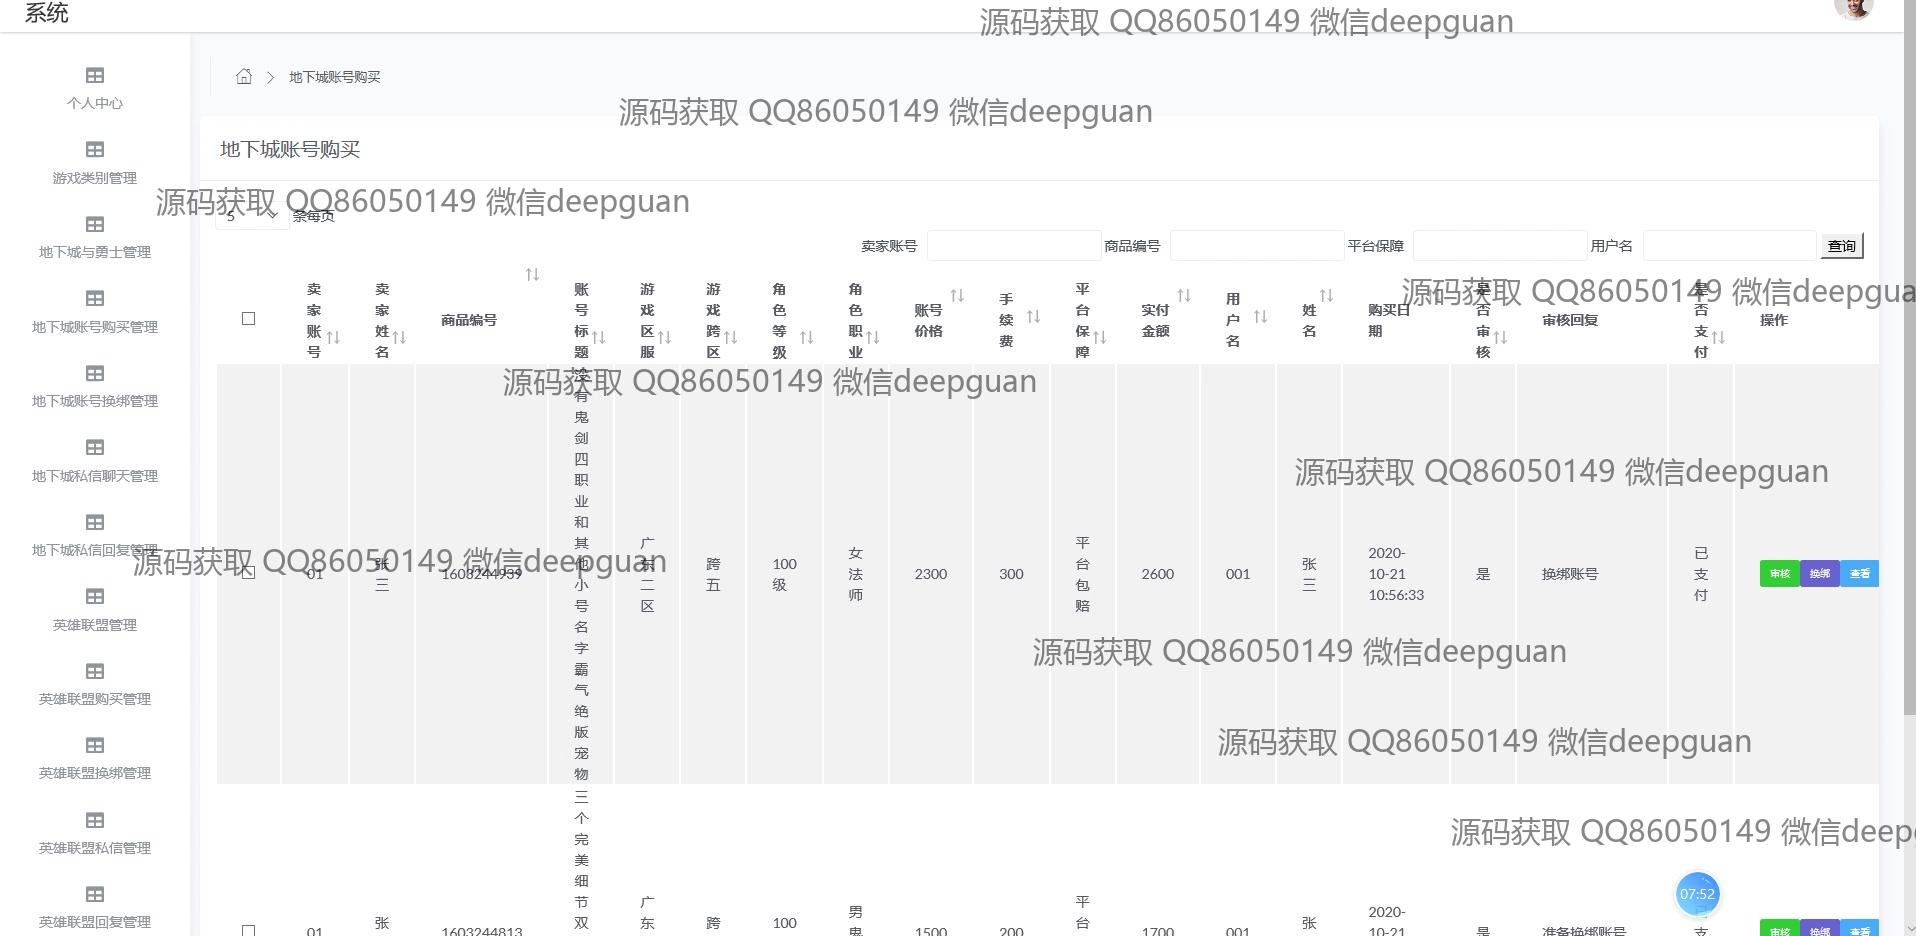 系统
源码获取 QQ86050149 微信deepguan
地下城账号购买
源码获取 QQ86050149 微信deepguan
地下城账号购买
源码获取 QQ86050149 微信deepguan
5 条每页
卖家账号 商品编号 平台保障 用户名 查询
源码获取 QQ86050149 微信deepgua
卖家账号 卖家姓名 商品编号 账号标题 游戏区服 游戏跨区 角色等级 角色职业 账号价格 手续费 平台保障 实付金额 用户名 姓名 购买日期 是否审核 审核回复 是否支付 操作
源码获取 QQ86050149 微信deepguan
源码获取 QQ86050149 微信deepguan
源码获取 QQ86050149 微信deepguan
01 张三 1603244939 没有鬼剑四职业和其他小号名字霸气绝版宠物 广东二区 跨五 100级 女法师 2300 300 平台包赔 2600 001 张三 2020-10-21 10:56:33 是 换绑账号 已支付 审核 换绑 查看
源码获取 QQ86050149 微信deepguan
源码获取 QQ86050149 微信deepguan
源码获取 QQ86050149 微信deep
07:52
01 张 1603244813 三个完美细节双 广东 跨 100 男鬼 1500 200 平台 1700 001 张 2020-10-21 是 准备换绑账号 已支 审核 换绑 查看
个人中心
游戏类别管理
地下城与勇士管理
地下城账号购买管理
地下城账号换绑管理
地下城私信聊天管理
地下城私信回复管理
英雄联盟管理
英雄联盟购买管理
英雄联盟换绑管理
英雄联盟私信管理
英雄联盟回复管理